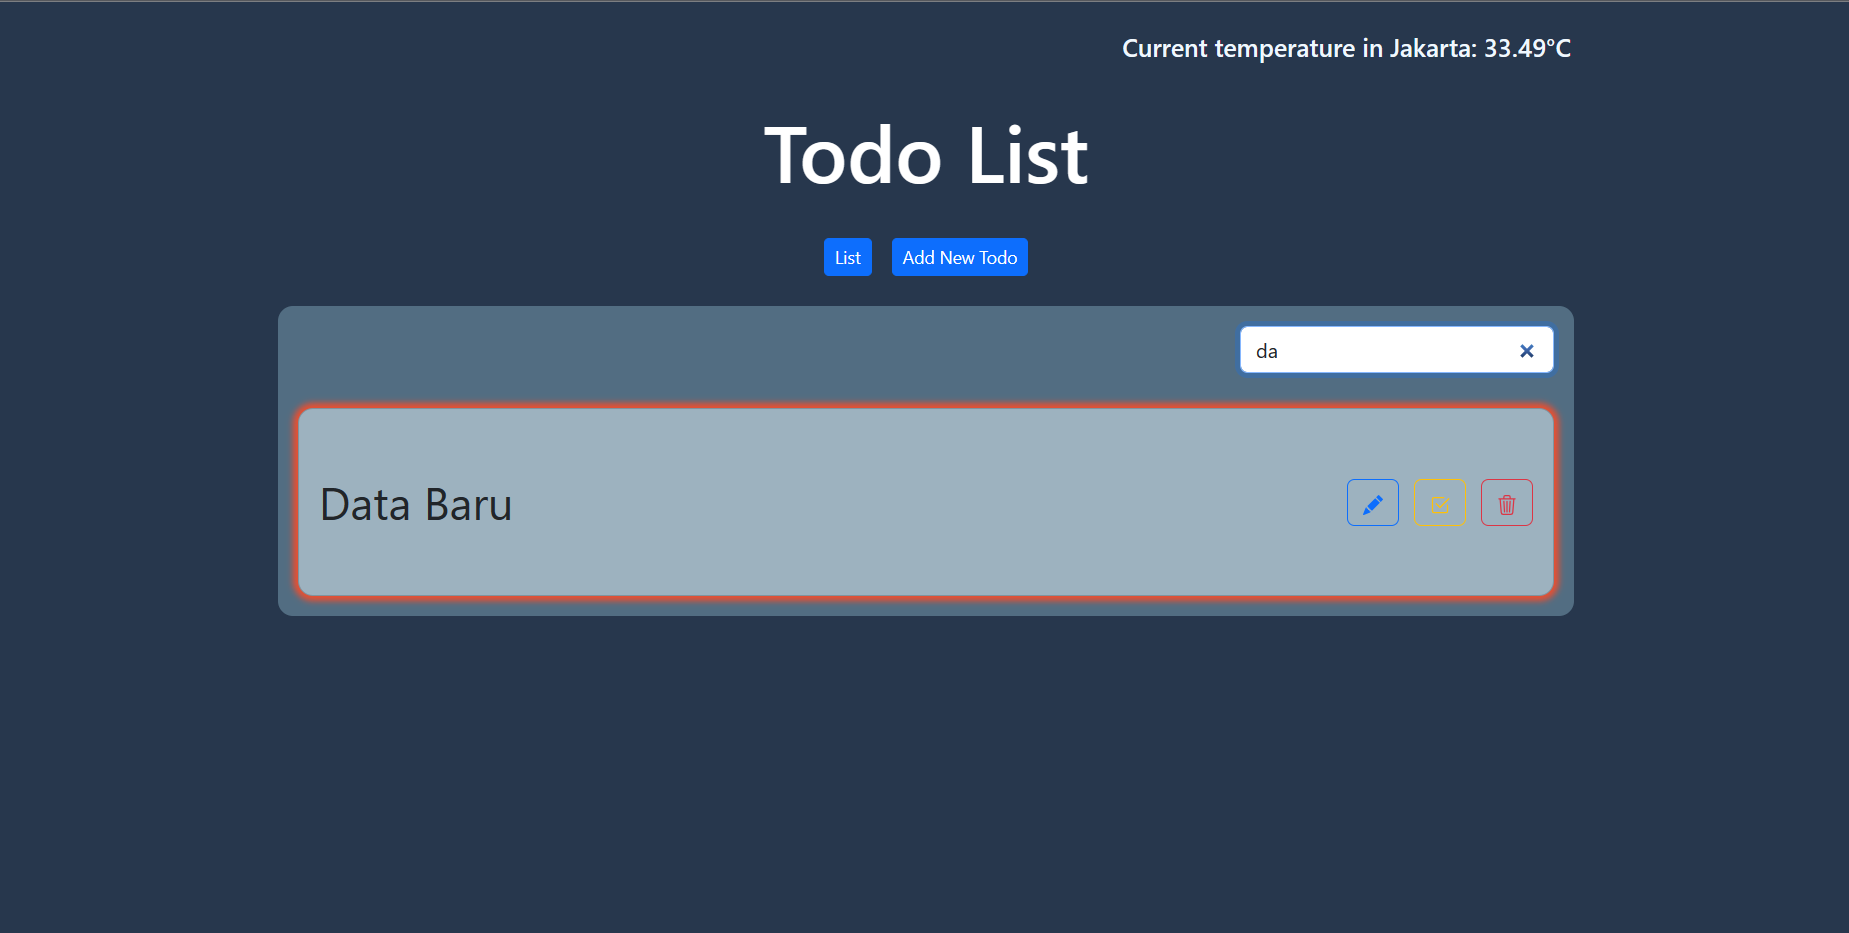 Current temperature in Jakarta: 33.49°C
Todo List
List
Add New Todo
da
Data Baru